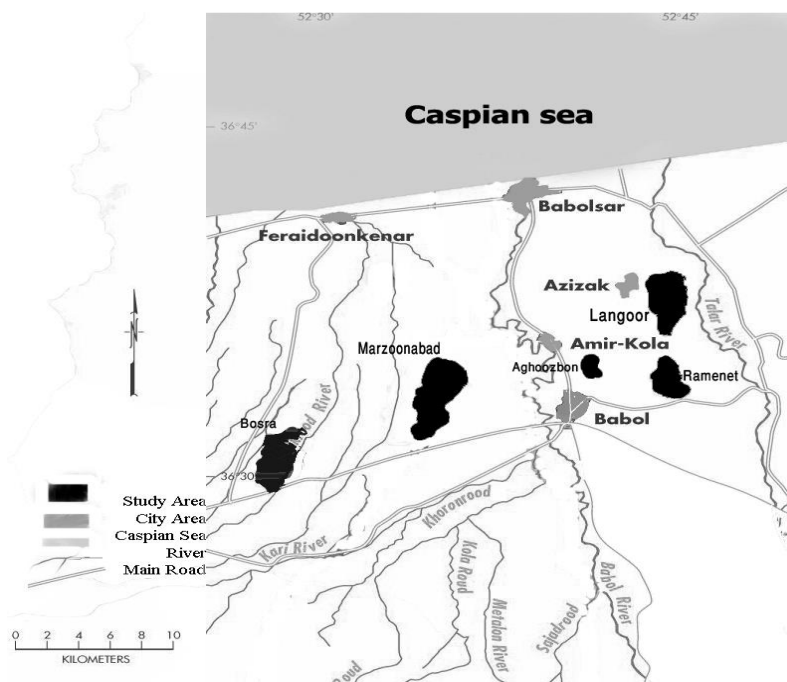 52°30'
52°45'
Caspian sea
36°45'
Babolsar
Feraidoonkenar
Azizak
Langoor
Talar River
N
Marzoonabad
Amir-Kola
Aghoozbon
Ramenet
Bosra
Babol
36°30'
Study Area
City Area
Caspian Sea
River
Main Road
Khoronrood
Kari River
Kola Roud
Metalon River
Sajadrood
Babol River
0 2 4 6 8 10
KILOMETERS